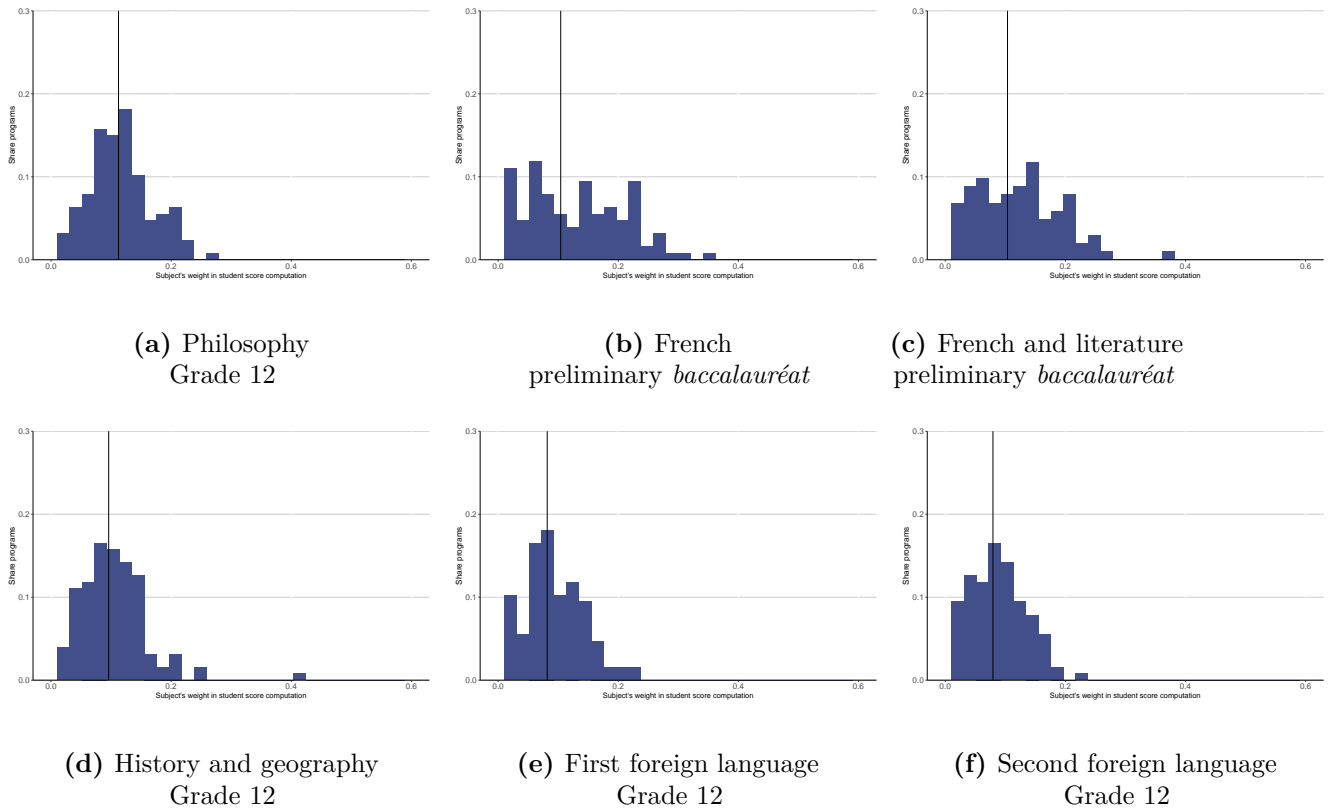 0.3
0.2
0.1
0.0
Share programs
0.0 0.2 0.4 0.6
Subject's weight in student score computation
(a) Philosophy
Grade 12
0.3
0.2
0.1
0.0
Share programs
0.0 0.2 0.4 0.6
Subject's weight in student score computation
(b) French
preliminary baccalauréat
0.3
0.2
0.1
0.0
Share programs
0.0 0.2 0.4 0.6
Subject's weight in student score computation
(c) French and literature
preliminary baccalauréat
0.3
0.2
0.1
0.0
Share programs
0.0 0.2 0.4 0.6
Subject's weight in student score computation
(d) History and geography
Grade 12
0.3
0.2
0.1
0.0
Share programs
0.0 0.2 0.4 0.6
Subject's weight in student score computation
(e) First foreign language
Grade 12
0.3
0.2
0.1
0.0
Share programs
0.0 0.2 0.4 0.6
Subject's weight in student score computation
(f) Second foreign language
Grade 12